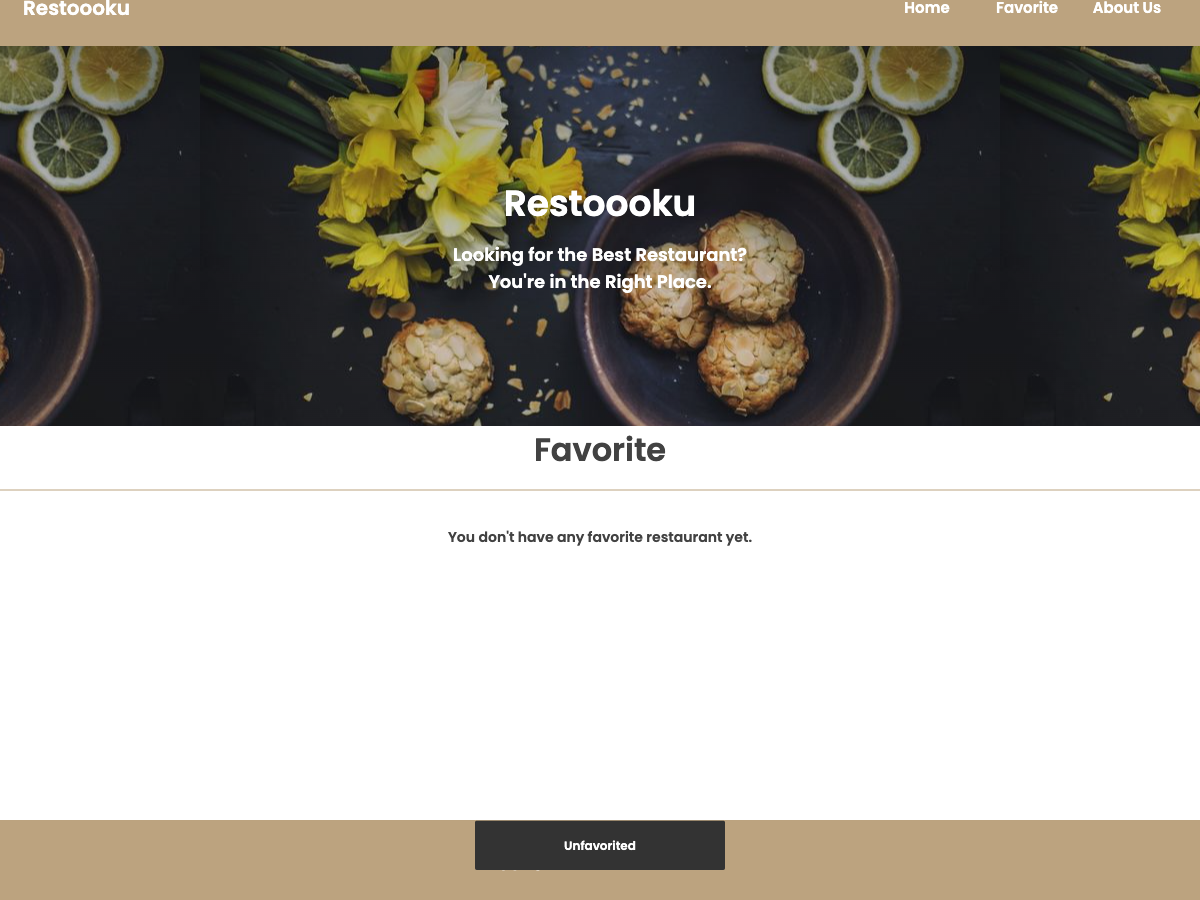 Restoooku
Home
Favorite
About Us
Restoooku
Looking for the Best Restaurant?
You're in the Right Place.
Favorite
You don't have any favorite restaurant yet.
Unfavorited